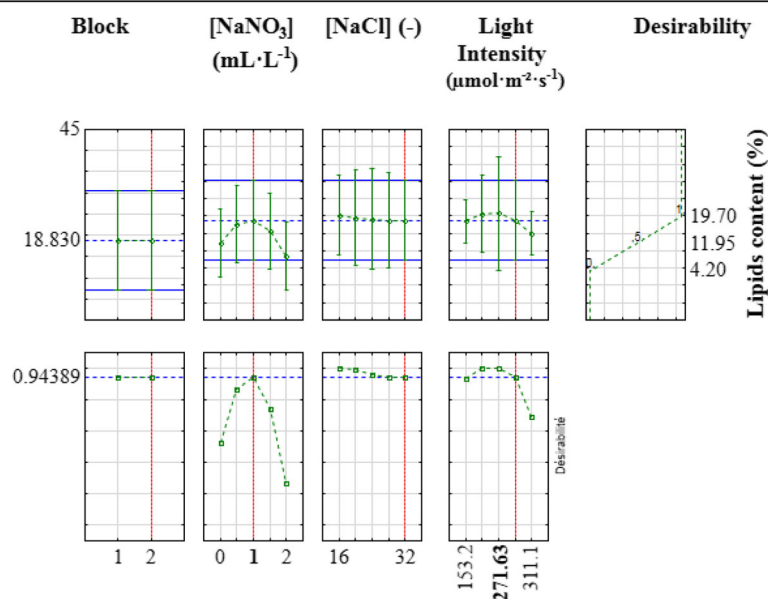 Block
[NaNO₃]
(mL·L⁻¹)
[NaCl] (-)
Light
Intensity
(µmol·m⁻²·s⁻¹)
Desirability
45
18.830
1.
.5
0.
19.70
11.95
4.20
Lipids content (%)
0.94389
Désirabilité
1 2
0 1 2
16 32
153.2 271.63 311.1